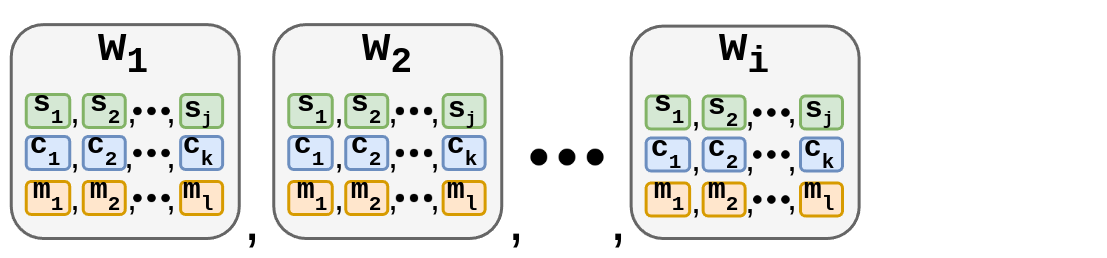 W₁ W₂ Wᵢ
s₁, s₂,•••, sⱼ s₁, s₂,•••, sⱼ s₁, s₂,•••, sⱼ
c₁, c₂,•••, cₖ c₁, c₂,•••, cₖ ••• c₁, c₂,•••, cₖ
m₁, m₂,•••, mₗ m₁, m₂,•••, mₗ m₁, m₂,•••, mₗ
, , ,